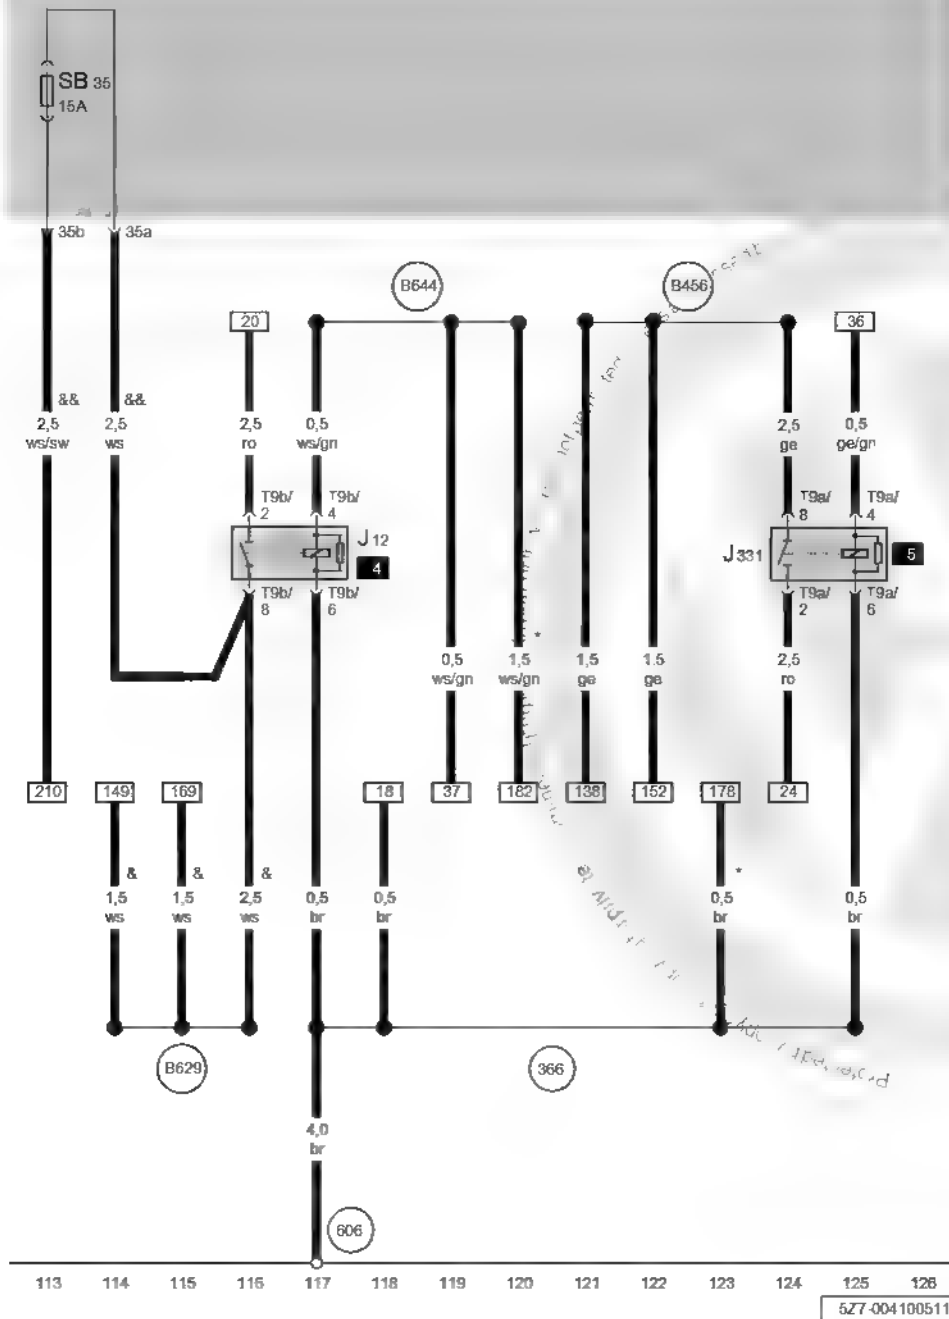 SB 35
15A
35b
35a
B644
B456
20
36
&&
&&
2,5
ws/sw
2,5
ws
2,5
ro
0,5
ws/gn
2,5
ge
0,5
ge/gn
T9b/
2
T9b/
4
T9a/
8
T9a/
4
J12
4
J331
5
T9b/
8
T9b/
6
T9a/
2
T9a/
6
*
0,5
ws/gn
1,5
ws/gn
1,5
ge
1,5
ge
2,5
ro
210
149
169
18
37
182
138
152
178
24
&
&
&
*
1,5
ws
1,5
ws
2,5
ws
0,5
br
0,5
br
0,5
br
0,5
br
B629
366
4,0
br
606
113 114 115 116 117 118 119 120 121 122 123 124 125 126
5Z7-004100511